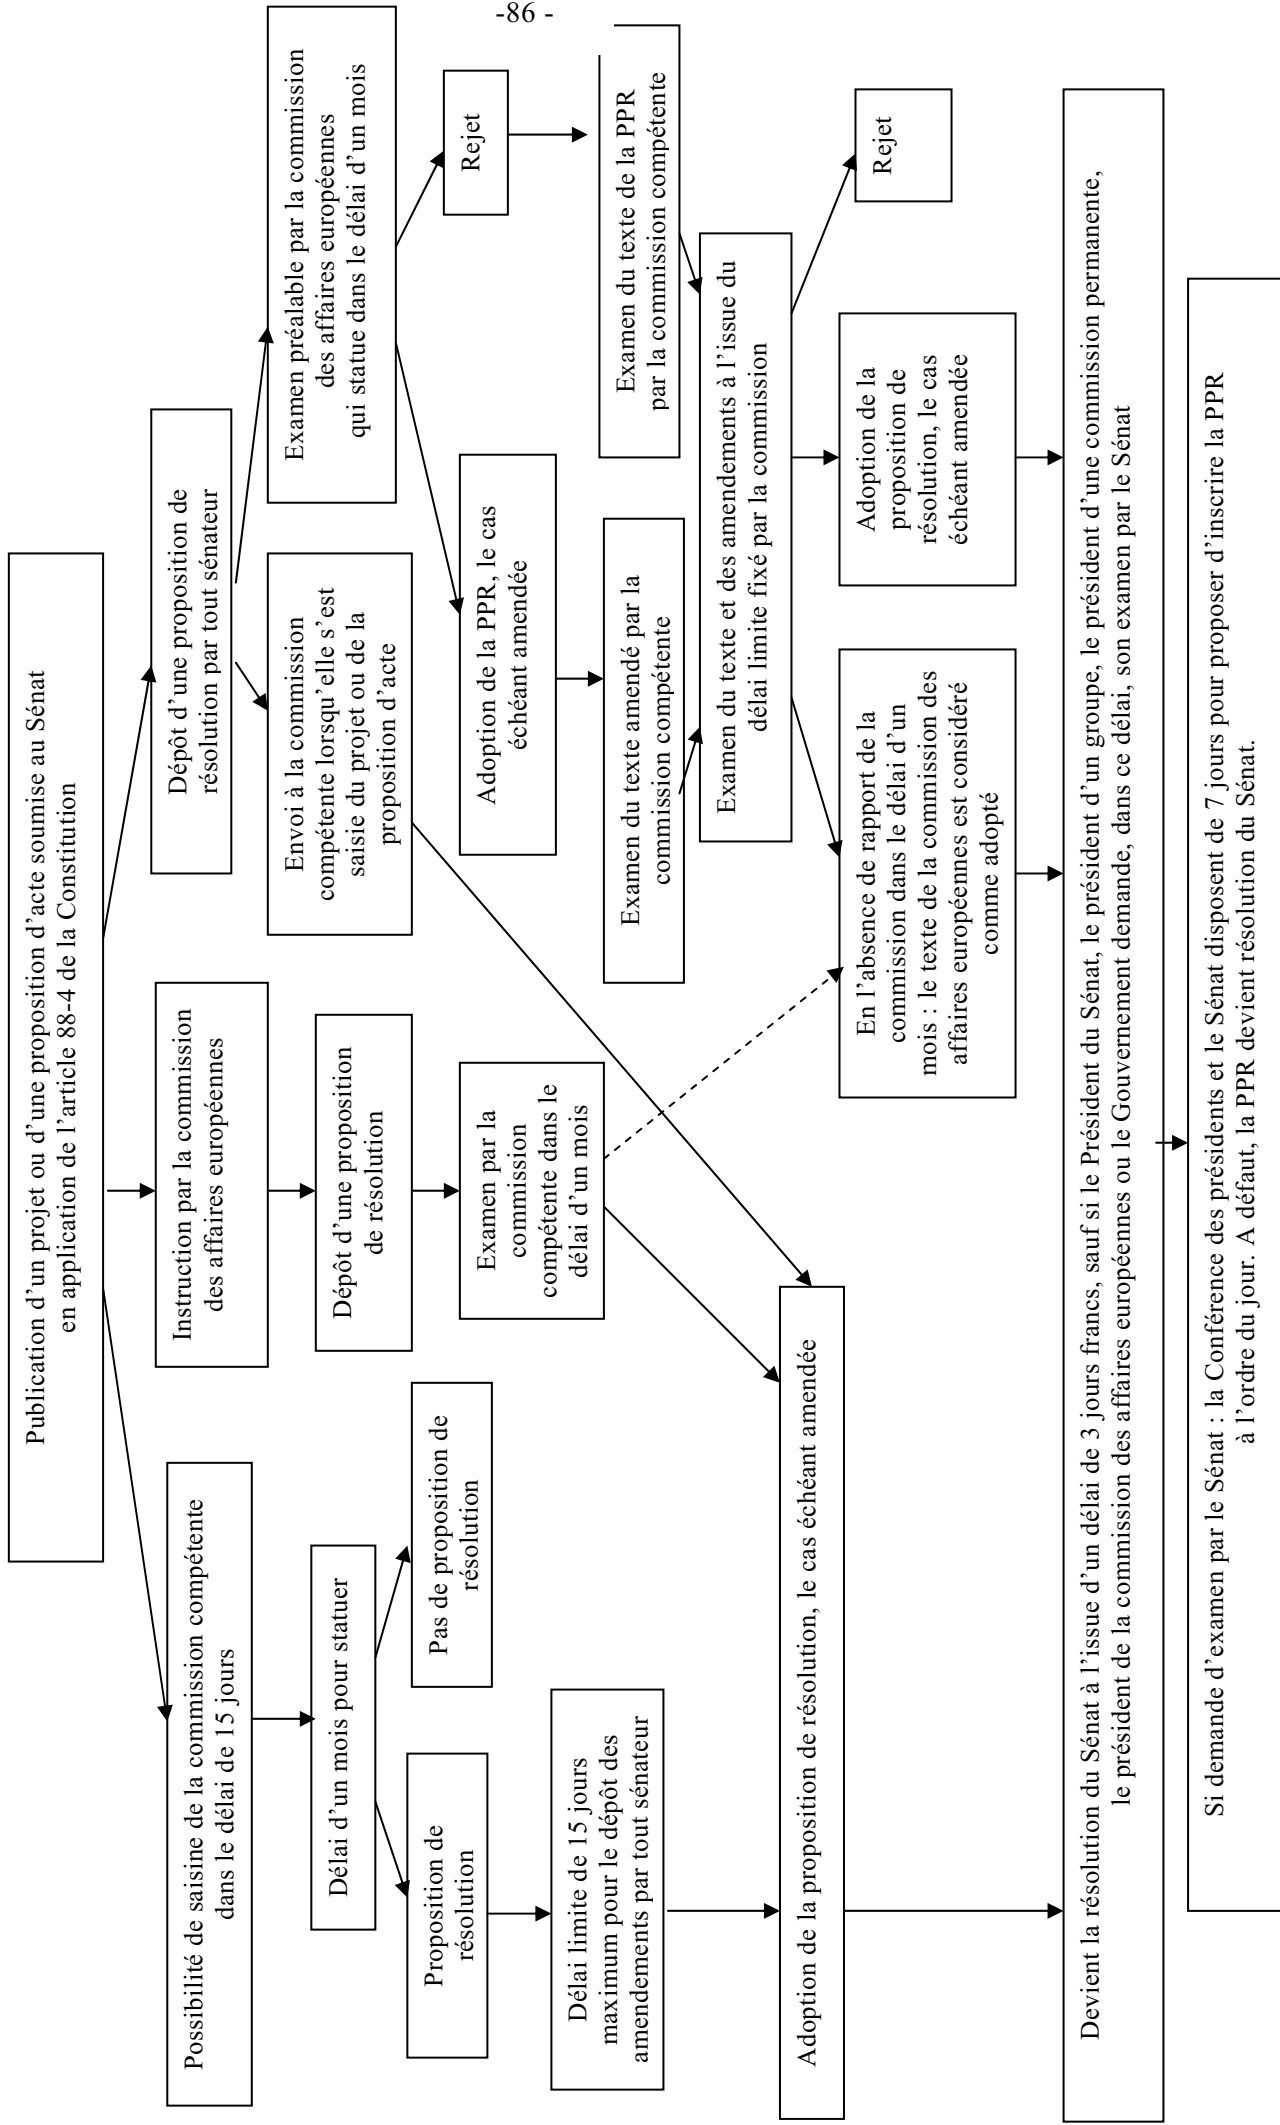 -86 -
Publication d’un projet ou d’une proposition d’acte soumise au Sénat
en application de l’article 88-4 de la Constitution
Possibilité de saisine de la commission compétente
dans le délai de 15 jours
Délai d’un mois pour statuer
Proposition de
résolution
Pas de proposition de
résolution
Délai limite de 15 jours
maximum pour le dépôt des
amendements par tout sénateur
Instruction par la commission
des affaires européennes
Dépôt d’une proposition
de résolution
Examen par la
commission
compétente dans le
délai d’un mois
Dépôt d’une proposition de
résolution par tout sénateur
Envoi à la commission
compétente lorsqu’elle s’est
saisie du projet ou de la
proposition d’acte
Examen préalable par la commission
des affaires européennes
qui statue dans le délai d’un mois
Adoption de la PPR, le cas
échéant amendée
Rejet
Examen du texte amendé par la
commission compétente
Examen du texte de la PPR
par la commission compétente
Examen du texte et des amendements à l’issue du
délai limite fixé par la commission
Adoption de la proposition de résolution, le cas échéant amendée
En l’absence de rapport de la
commission dans le délai d’un
mois : le texte de la commission des
affaires européennes est considéré
comme adopté
Adoption de la
proposition de
résolution, le cas
échéant amendée
Rejet
Devient la résolution du Sénat à l’issue d’un délai de 3 jours francs, sauf si le Président du Sénat, le président d’un groupe, le président d’une commission permanente,
le président de la commission des affaires européennes ou le Gouvernement demande, dans ce délai, son examen par le Sénat
Si demande d’examen par le Sénat : la Conférence des présidents et le Sénat disposent de 7 jours pour proposer d’inscrire la PPR
à l’ordre du jour. A défaut, la PPR devient résolution du Sénat.